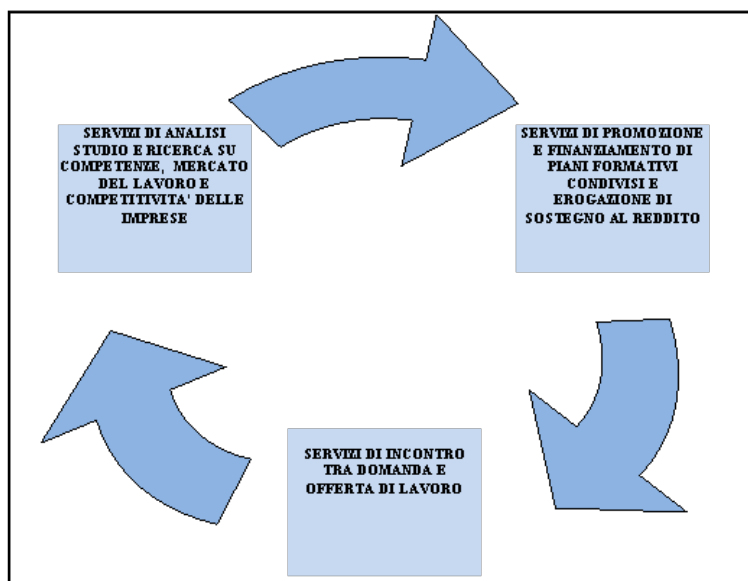 SERVIZI DI ANALISI
STUDIO E RICERCA SU
COMPETENZE, MERCATO
DEL LAVORO E
COMPETITIVITA' DELLE
IMPRESE
SERVIZI DI PROMOZIONE
E FINANZIAMENTO DI
PIANI FORMATIVI
CONDIVISI E
EROGAZIONE DI
SOSTEGNO AL REDDITO
SERVIZI DI INCONTRO
TRA DOMANDA E
OFFERTA DI LAVORO